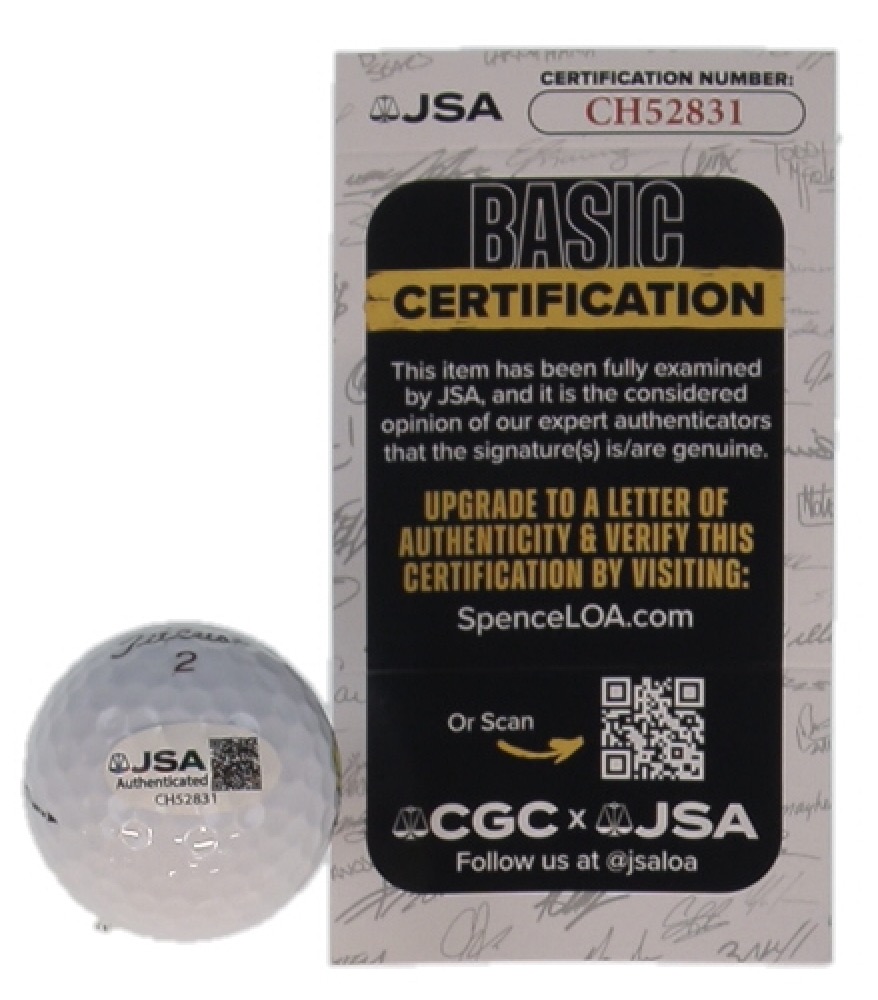 JSA
CERTIFICATION NUMBER:
CH52831
BASIC
CERTIFICATION
This item has been fully examined
by JSA, and it is the considered
opinion of our expert authenticators
that the signature(s) is/are genuine.
UPGRADE TO A LETTER OF
AUTHENTICITY & VERIFY THIS
CERTIFICATION BY VISITING:
SpenceLOA.com
Or Scan
CGC x JSA
Follow us at @jsaloa
Titleist
2
JSA
Authenticated
CH52831